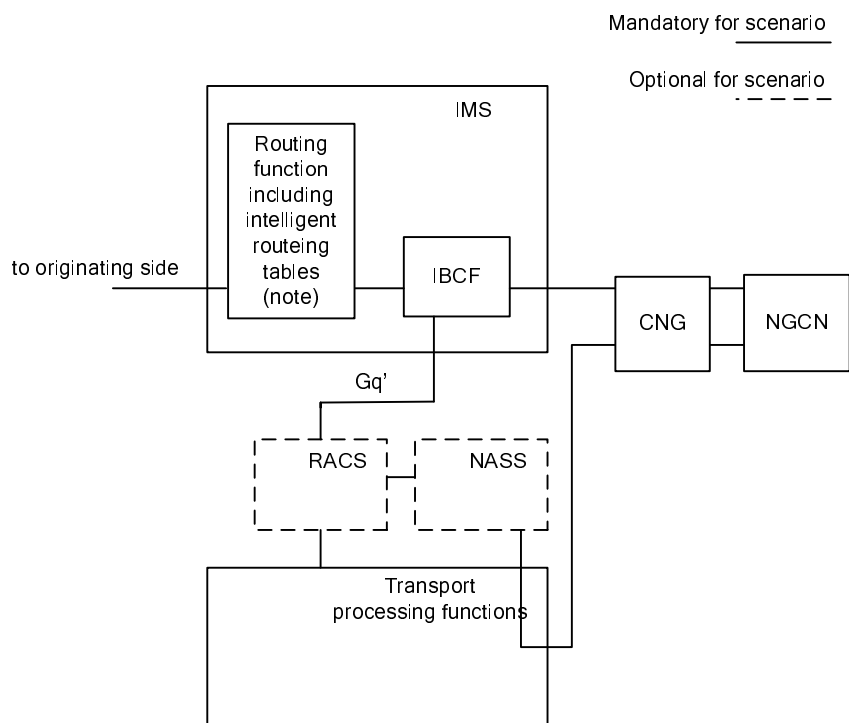 Mandatory for scenario
Optional for scenario
IMS
Routing
function
including
intelligent
routeing
tables
(note)
to originating side
IBCF
CNG
NGCN
Gq’
RACS
NASS
Transport
processing functions